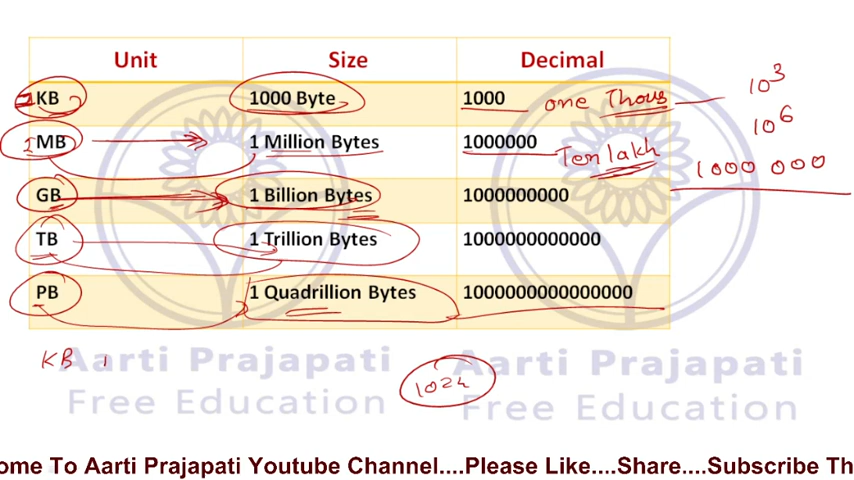 Unit Size Decimal
1KB 1000 Byte 1000 one Thous 10³
1MB 1 Million Bytes 1000000 Ten lakh 10⁶
1000 000
GB 1 Billion Bytes 1000000000
TB 1 Trillion Bytes 1000000000000
PB 1 Quadrillion Bytes 1000000000000000
KB 1
1024
Aarti Prajapati Aarti Prajapati
Free Education Free Education
ome To Aarti Prajapati Youtube Channel....Please Like....Share....Subscribe Th